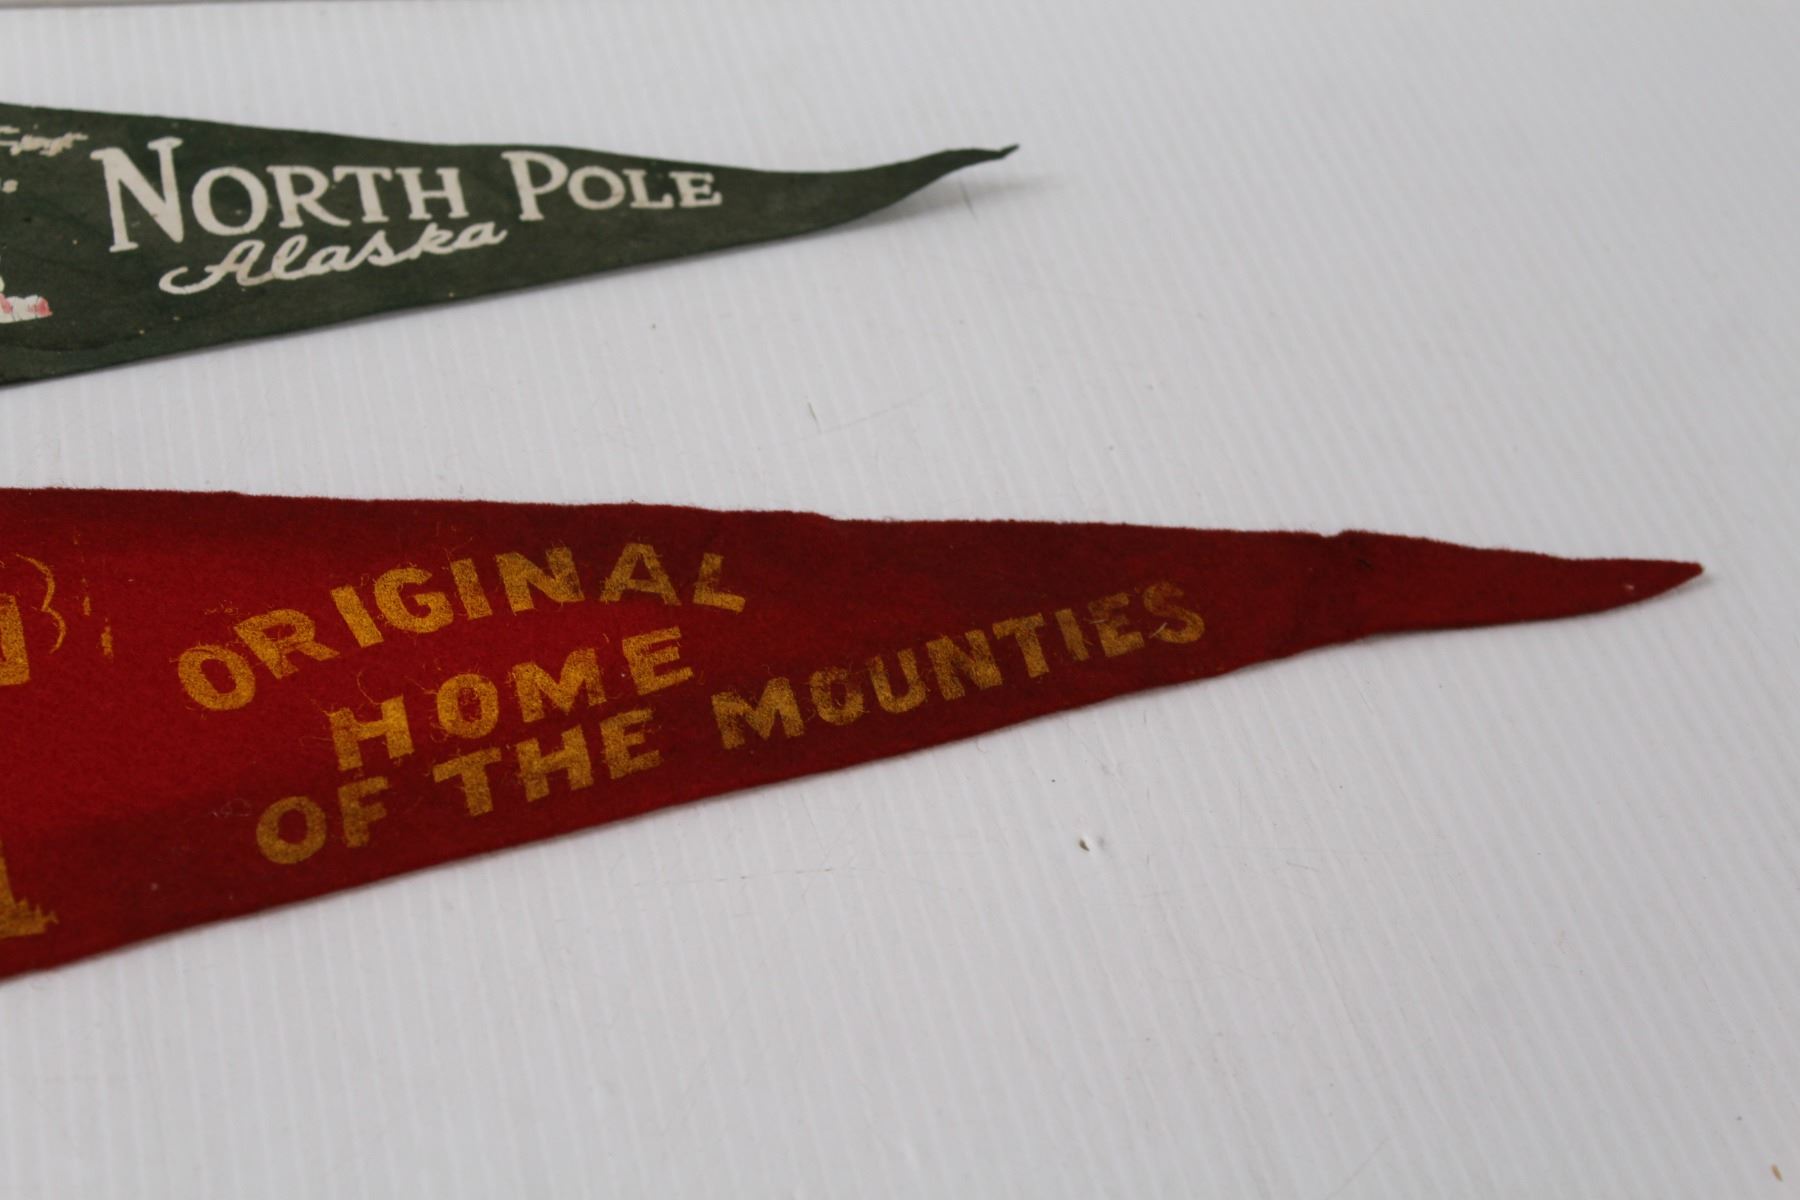 NORTH POLE
Alaska
ORIGINAL
HOME
OF THE MOUNTIES